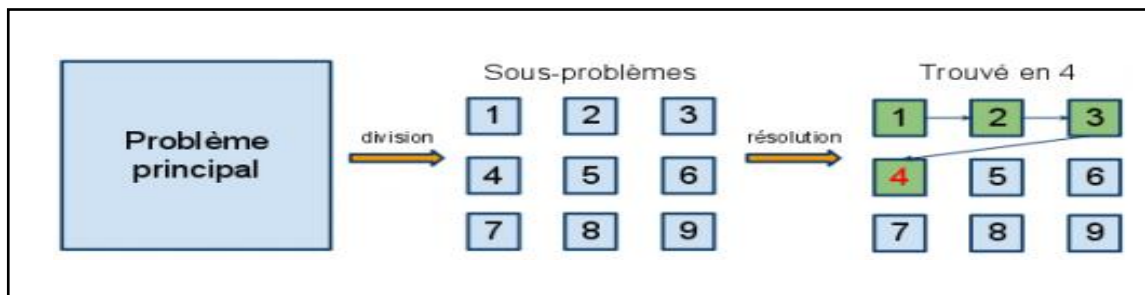 Problème
principal
division
Sous-problèmes
1 2 3
4 5 6
7 8 9
résolution
Trouvé en 4
1 2 3
4 5 6
7 8 9